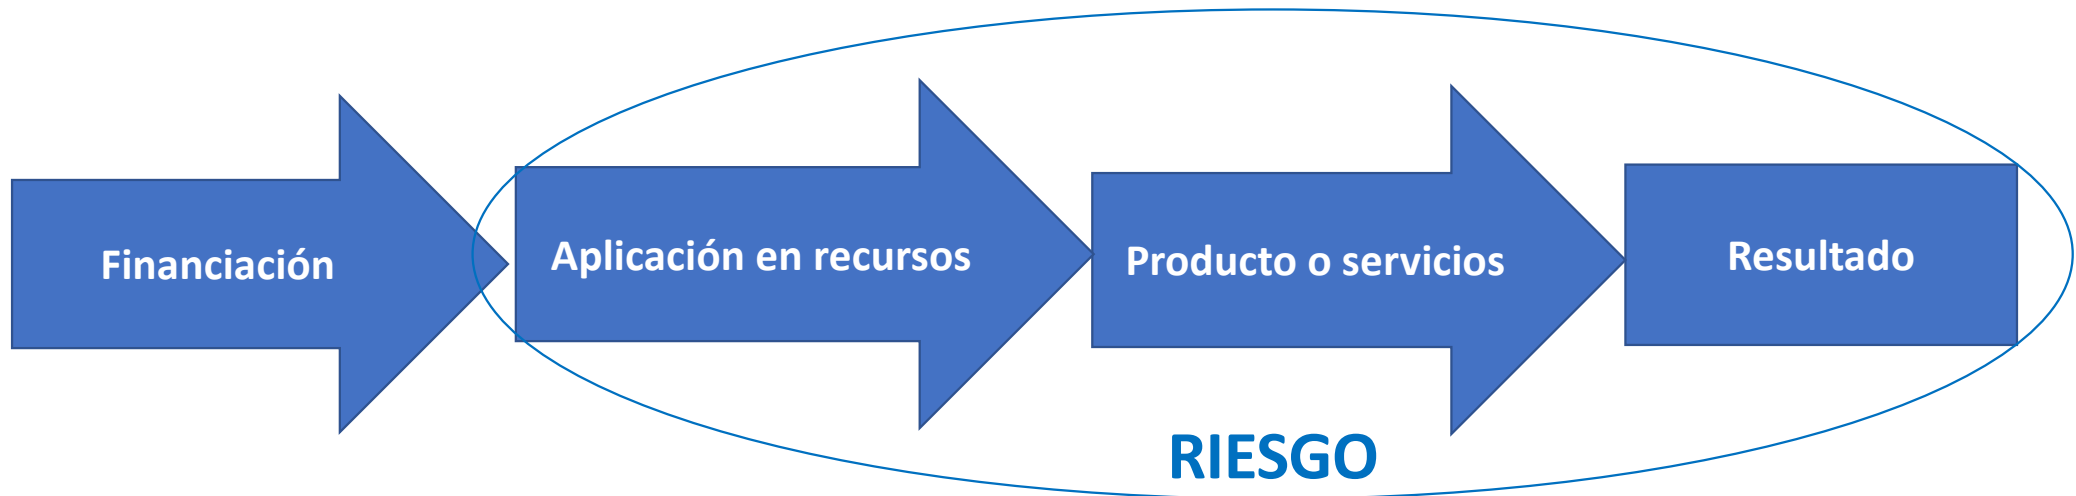 Financiación
Aplicación en recursos
Producto o servicios
Resultado
RIESGO